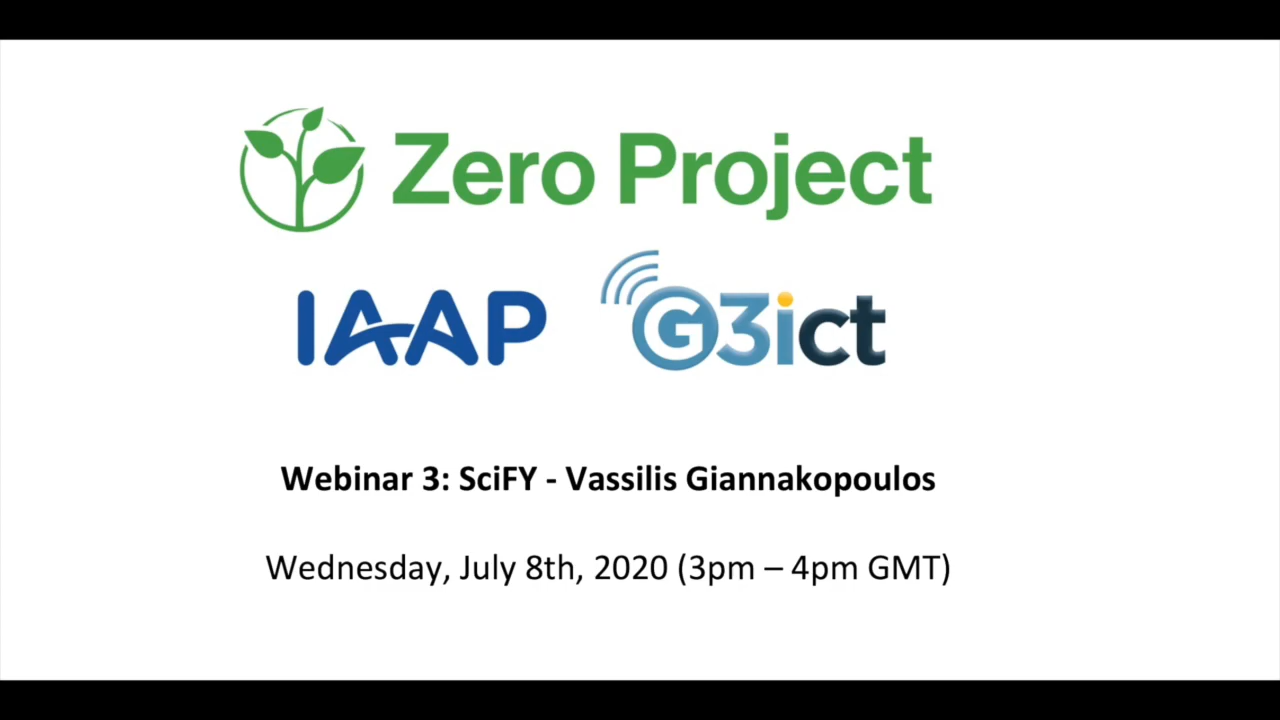 Zero Project
IAAP
G3ict
Webinar 3: SciFY - Vassilis Giannakopoulos
Wednesday, July 8th, 2020 (3pm – 4pm GMT)